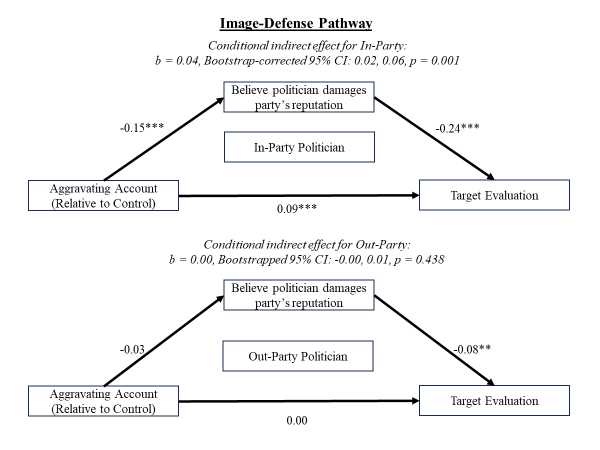 Image-Defense Pathway
Conditional indirect effect for In-Party:
b = 0.04, Bootstrap-corrected 95% CI: 0.02, 0.06, p = 0.001
Believe politician damages
party's reputation
-0.15***
-0.24***
In-Party Politician
Aggravating Account
(Relative to Control)
Target Evaluation
0.09***
Conditional indirect effect for Out-Party:
b = 0.00, Bootstrapped 95% CI: -0.00, 0.01, p = 0.438
Believe politician damages
party's reputation
-0.03
-0.08**
Out-Party Politician
Aggravating Account
(Relative to Control)
Target Evaluation
0.00